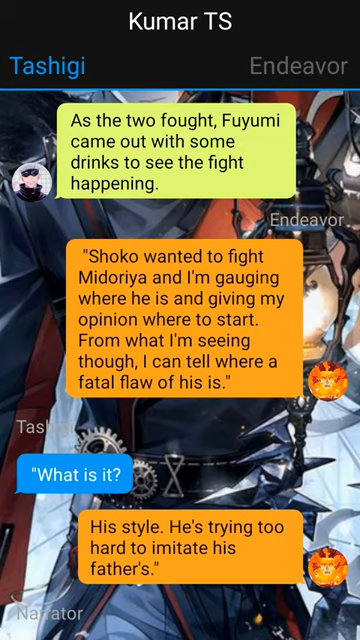 Kumar TS
Tashigi
Endeavor
As the two fought, Fuyumi
came out with some
drinks to see the fight
happening.
Endeavor
"Shoko wanted to fight
Midoriya and I'm gauging
where he is and giving my
opinion where to start.
From what I'm seeing
though, I can tell where a
fatal flaw of his is."
Tashigi
"What is it?
His style. He's trying too
hard to imitate his
father's."
Narrator